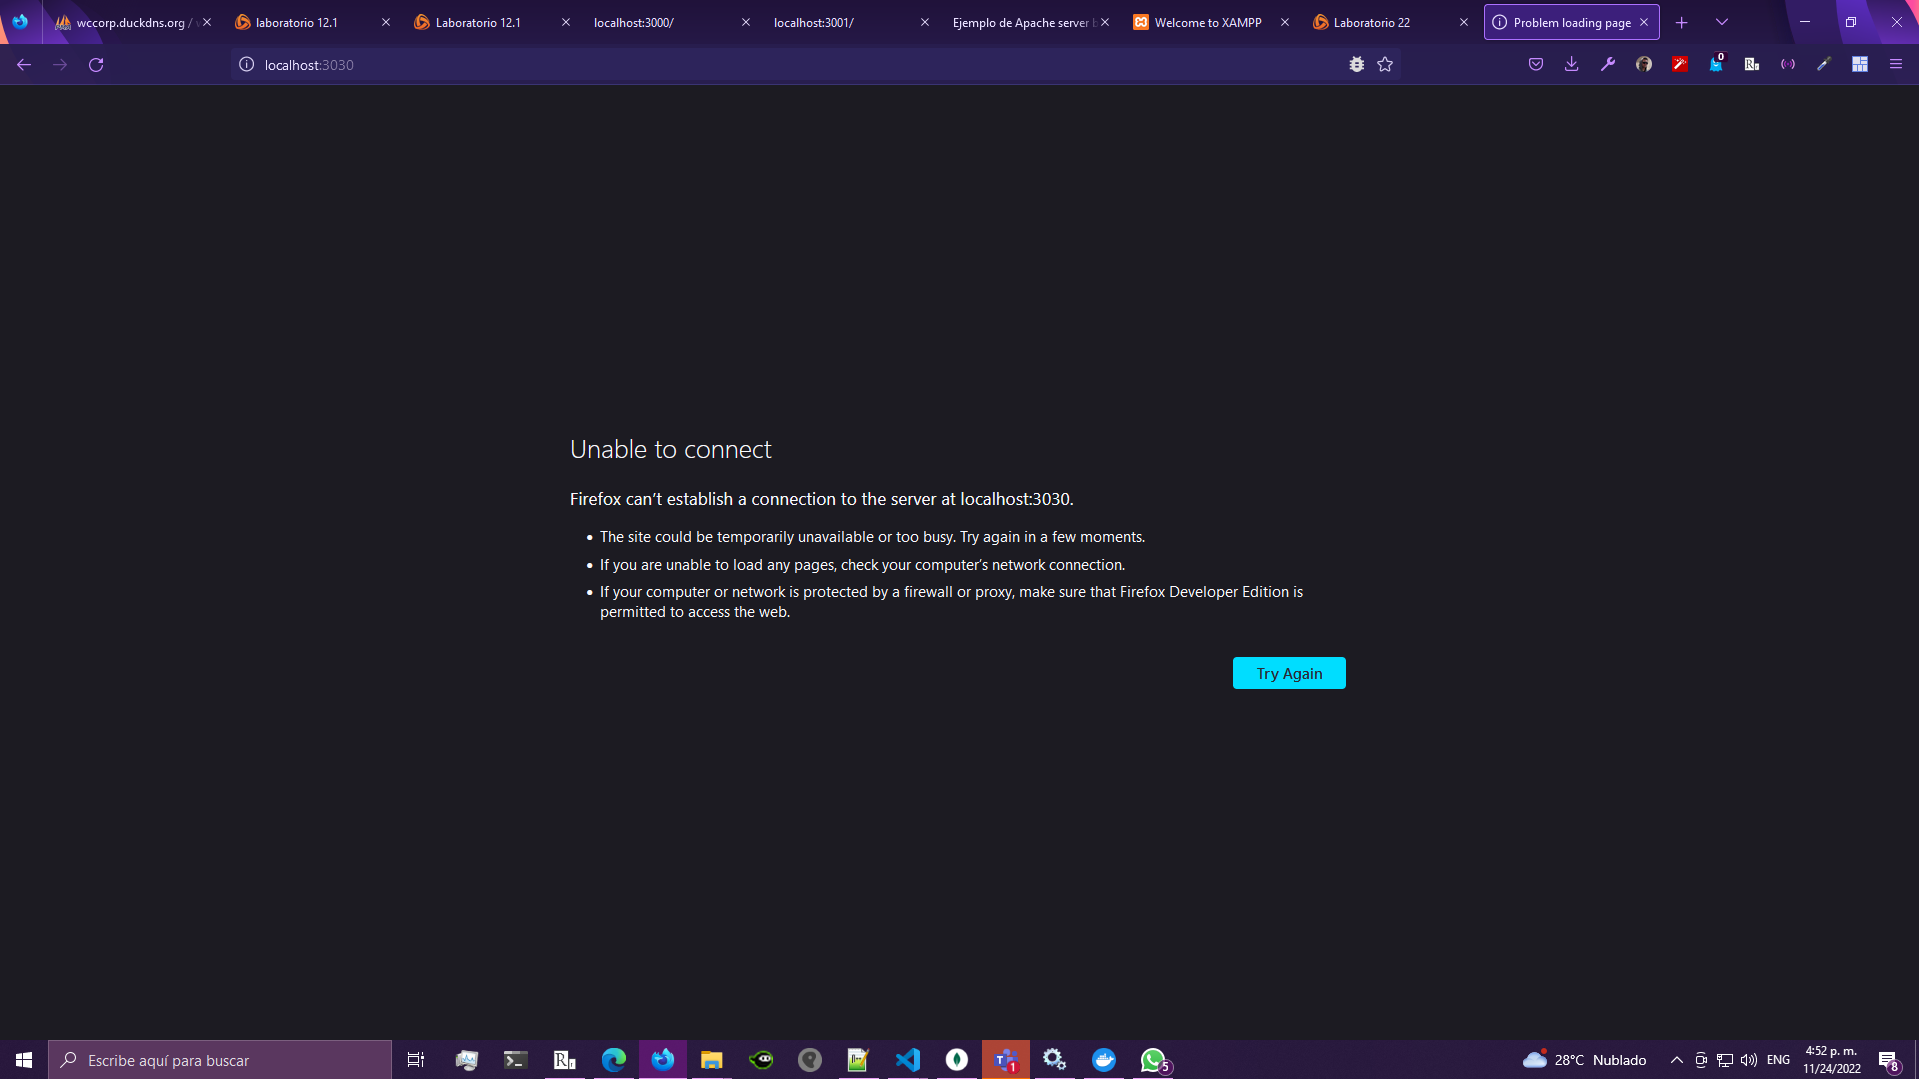 wccorp.duckdns.org /
laboratorio 12.1
Laboratorio 12.1
localhost:3000/
localhost:3001/
Ejemplo de Apache server b
Welcome to XAMPP
Laboratorio 22
Problem loading page
localhost:3030
0
Unable to connect
Firefox can’t establish a connection to the server at localhost:3030.
The site could be temporarily unavailable or too busy. Try again in a few moments.
If you are unable to load any pages, check your computer’s network connection.
If your computer or network is protected by a firewall or proxy, make sure that Firefox Developer Edition is
permitted to access the web.
Try Again
Escribe aquí para buscar
1
5
28°C Nublado
ENG
4:52 p. m.
11/24/2022
8